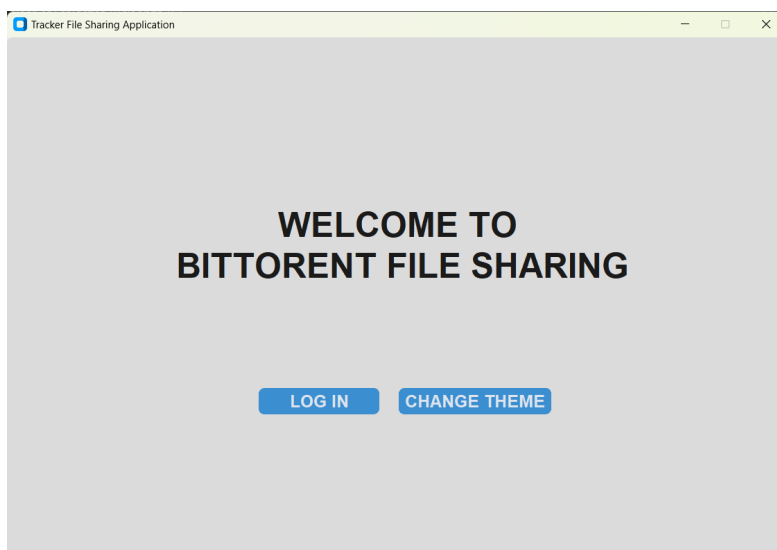 Tracker File Sharing Application
WELCOME TO
BITTORENT FILE SHARING
LOG IN
CHANGE THEME